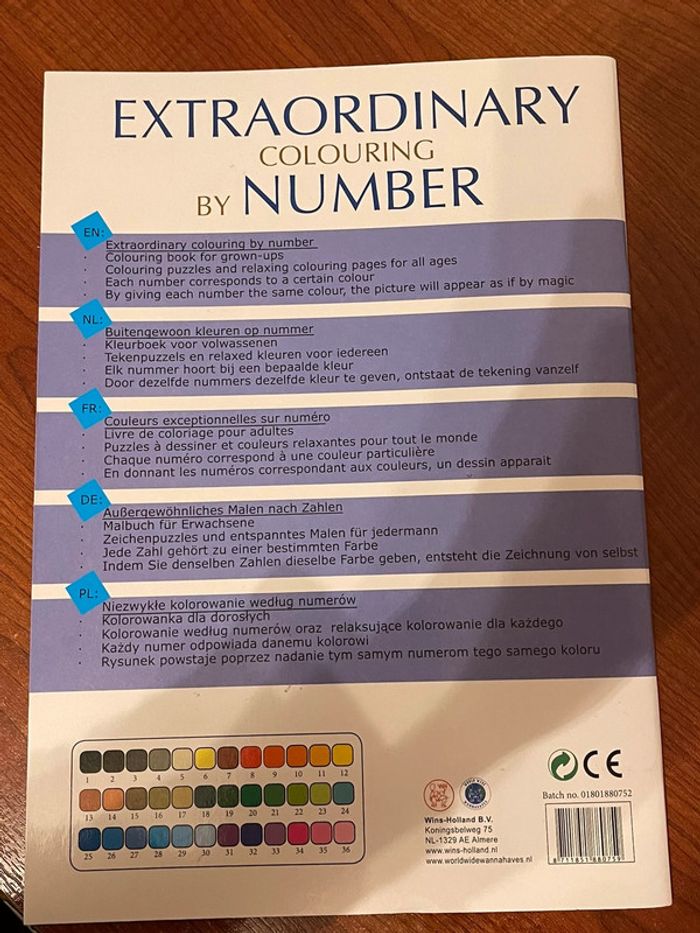 EXTRAORDINARY
COLOURING
BY NUMBER
EN:
Extraordinary colouring by number
· Colouring book for grown-ups
· Colouring puzzles and relaxing colouring pages for all ages
· Each number corresponds to a certain colour
· By giving each number the same colour, the picture will appear as if by magic
NL:
Buitengewoon kleuren op nummer
· Kleurboek voor volwassenen
· Tekenpuzzels en relaxed kleuren voor iedereen
· Elk nummer hoort bij een bepaalde kleur
· Door dezelfde nummers dezelfde kleur te geven, ontstaat de tekening vanzelf
FR:
Couleurs exceptionnelles sur numéro
· Livre de coloriage pour adultes
· Puzzles à dessiner et couleurs relaxantes pour tout le monde
· Chaque numéro correspond à une couleur particulière
· En donnant les numéros correspondant aux couleurs, un dessin apparait
DE:
Außergewöhnliches Malen nach Zahlen
· Malbuch für Erwachsene
· Zeichenpuzzles und entspanntes Malen für jedermann
· Jede Zahl gehört zu einer bestimmten Farbe
· Indem Sie denselben Zahlen dieselbe Farbe geben, entsteht die Zeichnung von selbst
PL:
Niezwykłe kolorowanie według numerów
· Kolorowanka dla dorosłych
· Kolorowanie według numerów oraz relaksujące kolorowanie dla każdego
· Każdy numer odpowiada danemu kolorowi
· Rysunek powstaje poprzez nadanie tym samym numerom tego samego koloru
1 2 3 4 5 6 7 8 9 10 11 12
13 14 15 16 17 18 19 20 21 22 23 24
25 26 27 28 29 30 31 32 33 34 35 36
Wins-Holland B.V.
Koningsbelweg 75
NL-1329 AE Almere
www.wins-holland.nl
www.worldwidewannahaves.nl
CE
Batch no. 01801880752
8 711851 880759